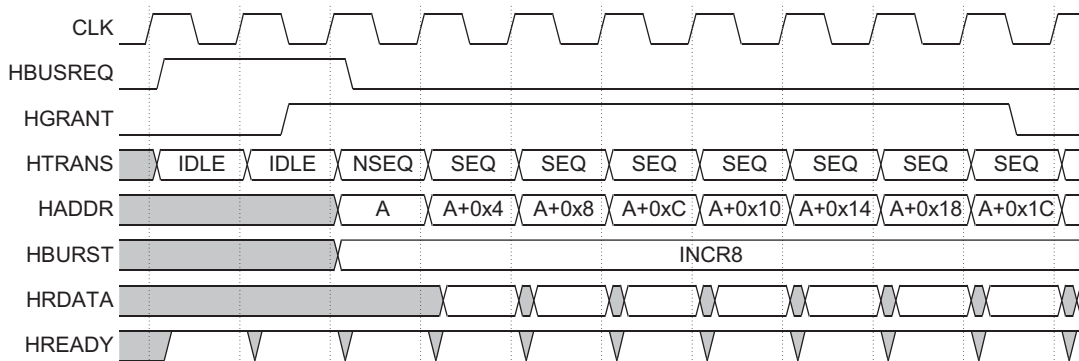 CLK
HBUSREQ
HGRANT
HTRANS IDLE IDLE NSEQ SEQ SEQ SEQ SEQ SEQ SEQ SEQ
HADDR A A+0x4 A+0x8 A+0xC A+0x10 A+0x14 A+0x18 A+0x1C
HBURST INCR8
HRDATA
HREADY